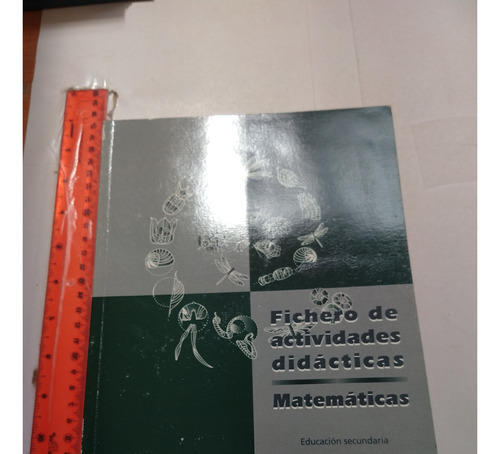 Fichero de
actividades
didácticas
Matemáticas
Educación secundaria